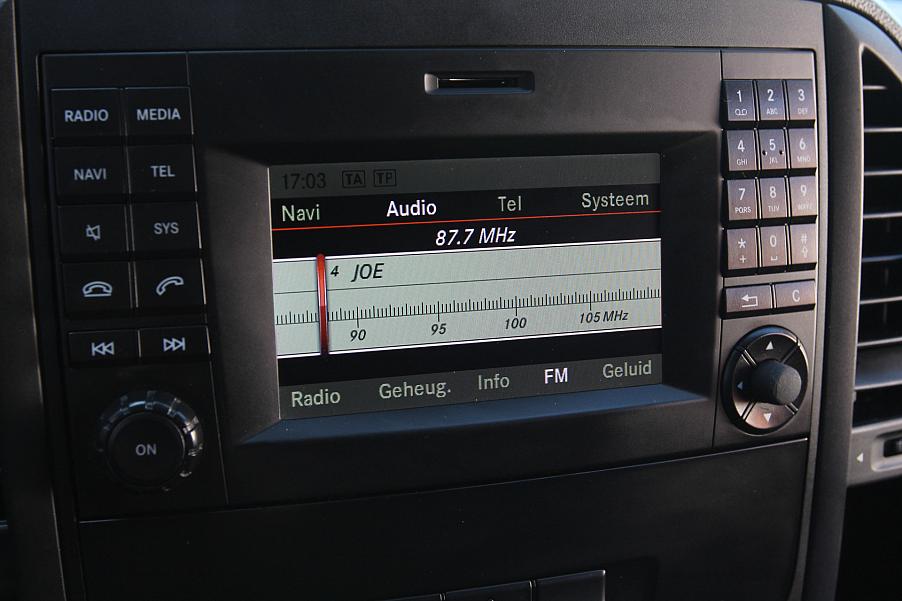 RADIO MEDIA
NAVI TEL
SYS
ON
17:03 TA TP
Navi Audio Tel Systeem
87.7 MHz
4 JOE
90 95 100 105 MHz
Radio Geheug. Info FM Geluid
1 2 ABC 3 DEF
4 GHI 5 JKL 6 MNO
7 PQRS 8 TUV 9 WXYZ
* + 0 #
C